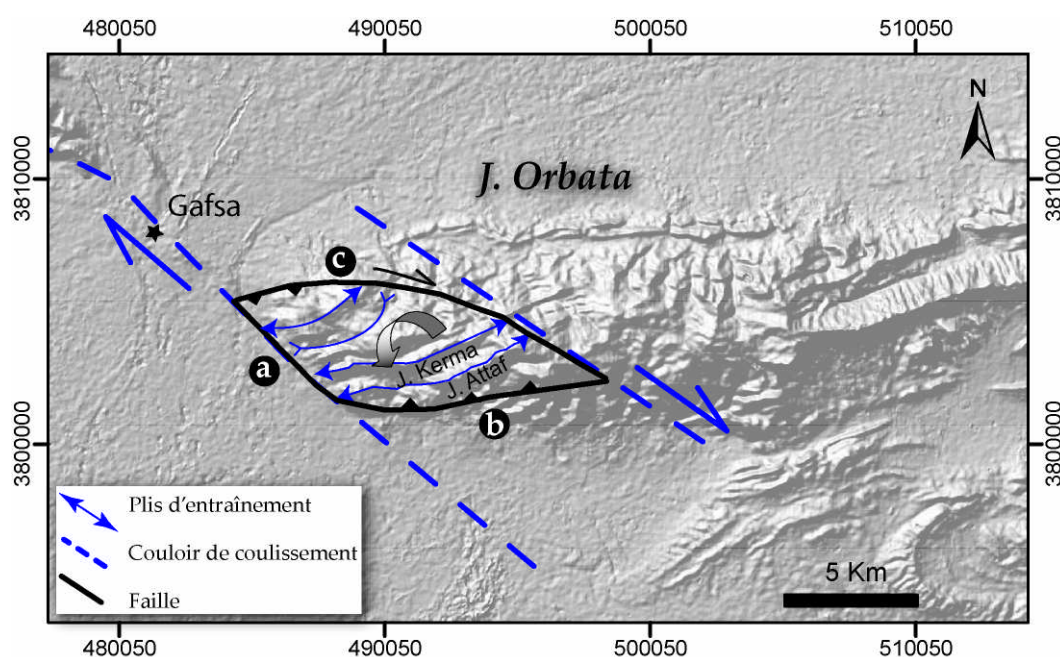 480050 490050 500050 510050
N
3810000 3810000
J. Orbata
Gafsa
c
a
J. Kerma
J. Attaf
b
3800000 3800000
Plis d'entraînement
Couloir de coulissement
Faille
5 Km
480050 490050 500050 510050